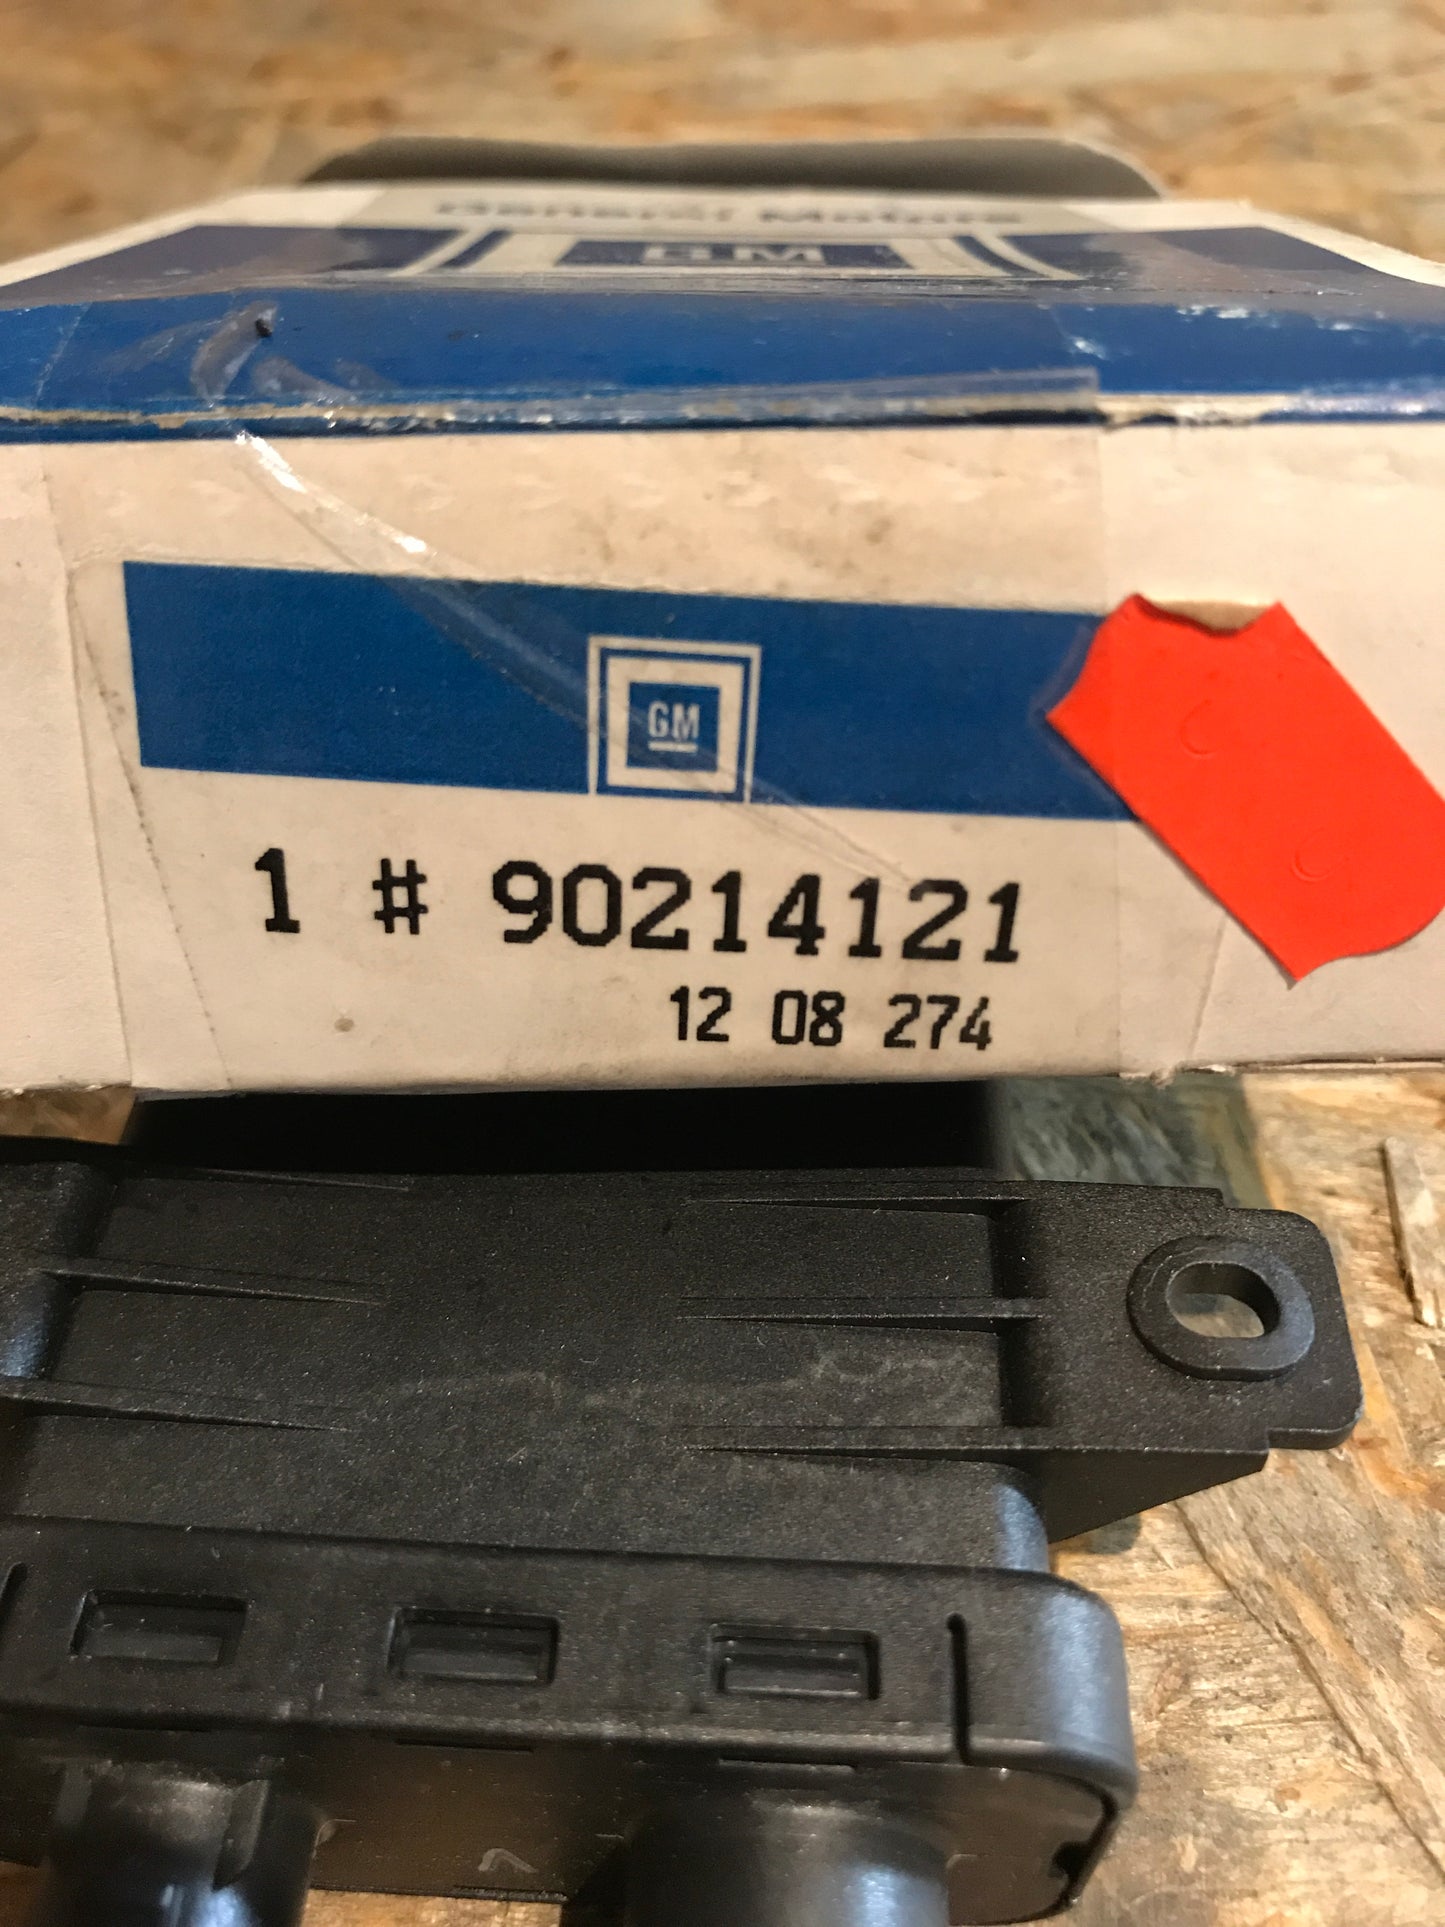 General Motors
GM
GM
1 # 90214121
12 08 274